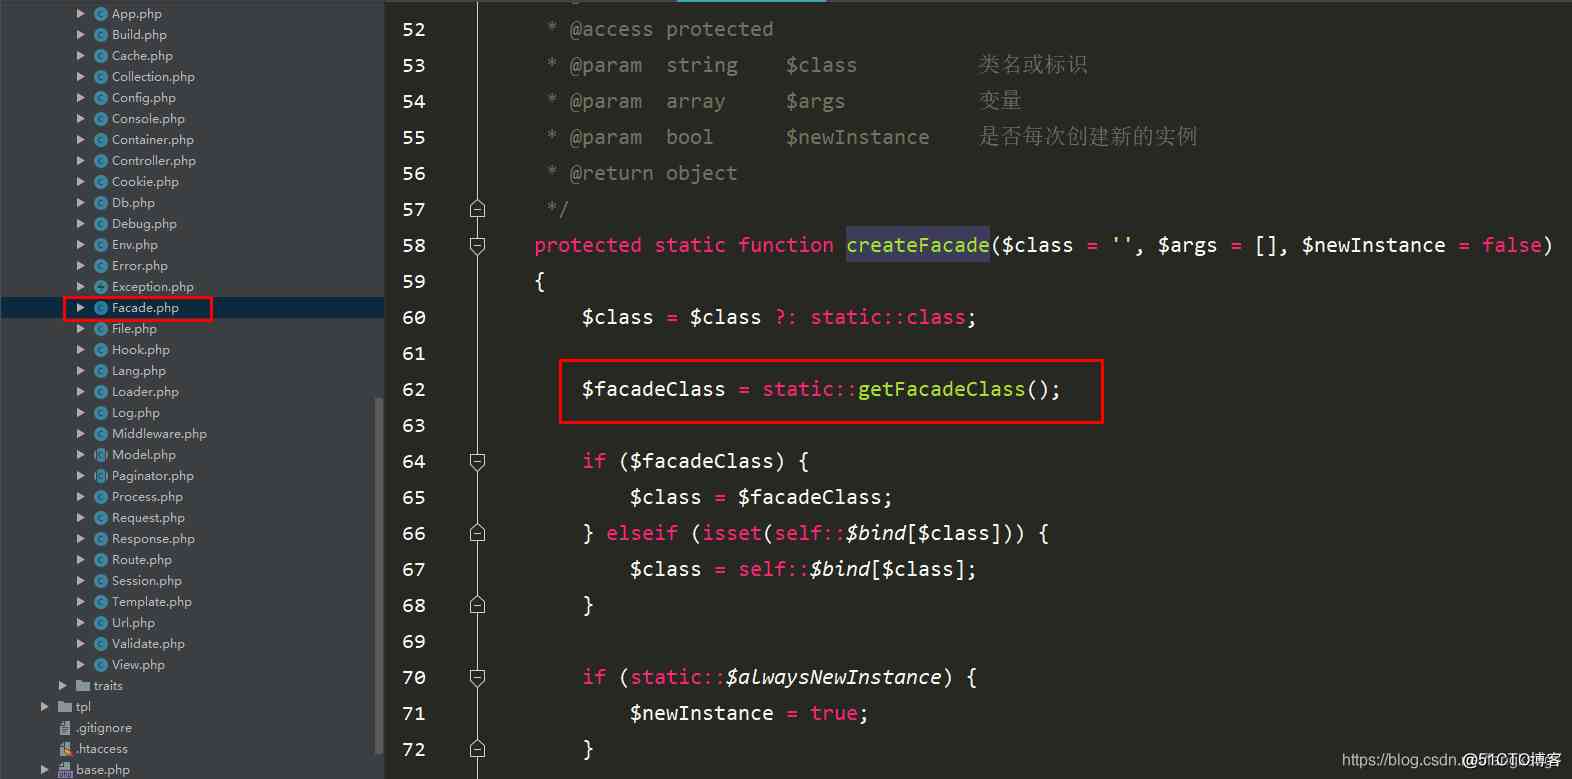 App.php
Build.php
Cache.php
Collection.php
Config.php
Console.php
Container.php
Controller.php
Cookie.php
Db.php
Debug.php
Env.php
Error.php
Exception.php
Facade.php
File.php
Hook.php
Lang.php
Loader.php
Log.php
Middleware.php
Model.php
Paginator.php
Process.php
Request.php
Response.php
Route.php
Session.php
Template.php
Url.php
Validate.php
View.php
traits
tpl
.gitignore
.htaccess
base.php
52 * @access protected
53 * @param string $class 类名或标识
54 * @param array $args 变量
55 * @param bool $newInstance 是否每次创建新的实例
56 * @return object
57 */
58 protected static function createFacade($class = '', $args = [], $newInstance = false)
59 {
60 $class = $class ?: static::class;
61
62 $facadeClass = static::getFacadeClass();
63
64 if ($facadeClass) {
65 $class = $facadeClass;
66 } elseif (isset(self::$bind[$class])) {
67 $class = self::$bind[$class];
68 }
69
70 if (static::$alwaysNewInstance) {
71 $newInstance = true;
72 }
https://blog.csdn.n
@51CTO博客